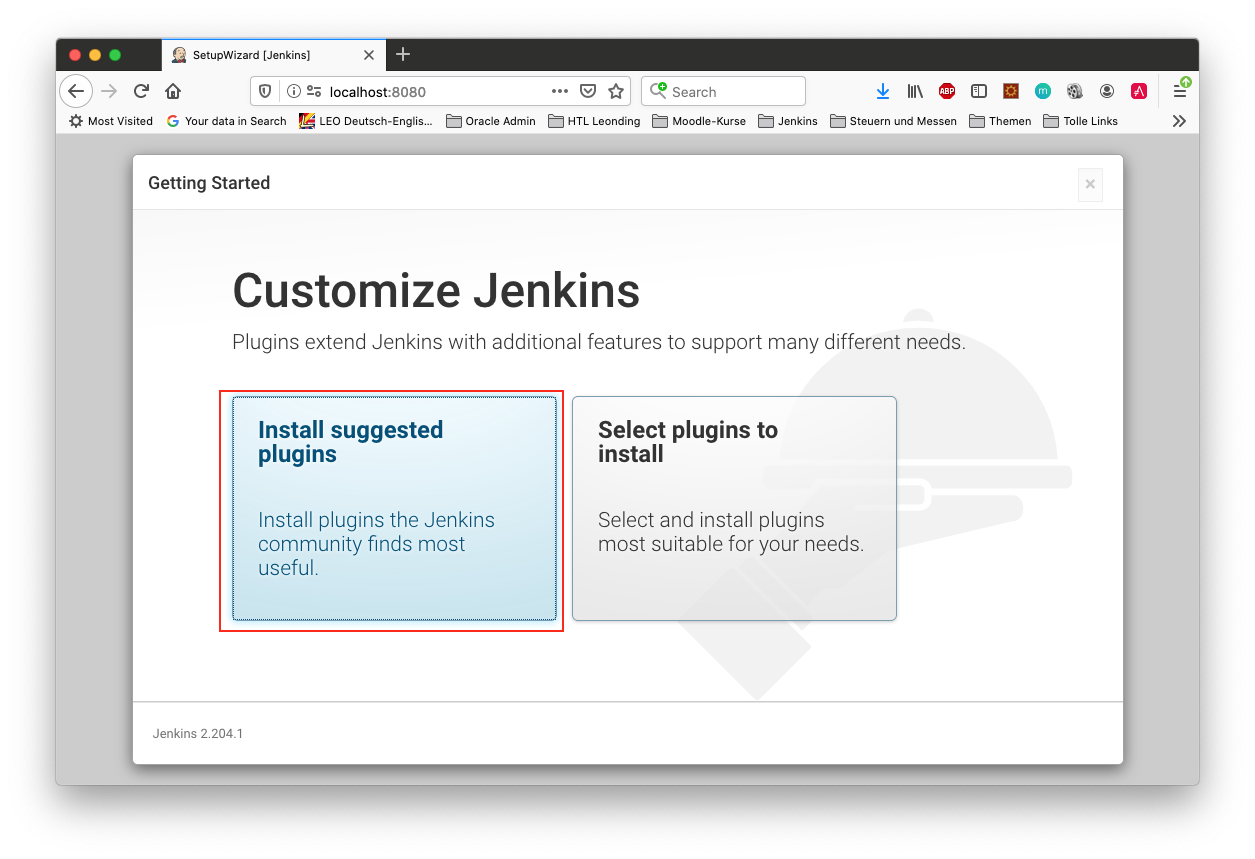 SetupWizard [Jenkins]
localhost:8080
Search
ABP
m
Most Visited
G Your data in Search
LEO Deutsch-Englis...
Oracle Admin
HTL Leonding
Moodle-Kurse
Jenkins
Steuern und Messen
Themen
Tolle Links
Getting Started
Customize Jenkins
Plugins extend Jenkins with additional features to support many different needs.
Install suggested
plugins
Install plugins the Jenkins
community finds most
useful.
Select plugins to
install
Select and install plugins
most suitable for your needs.
Jenkins 2.204.1